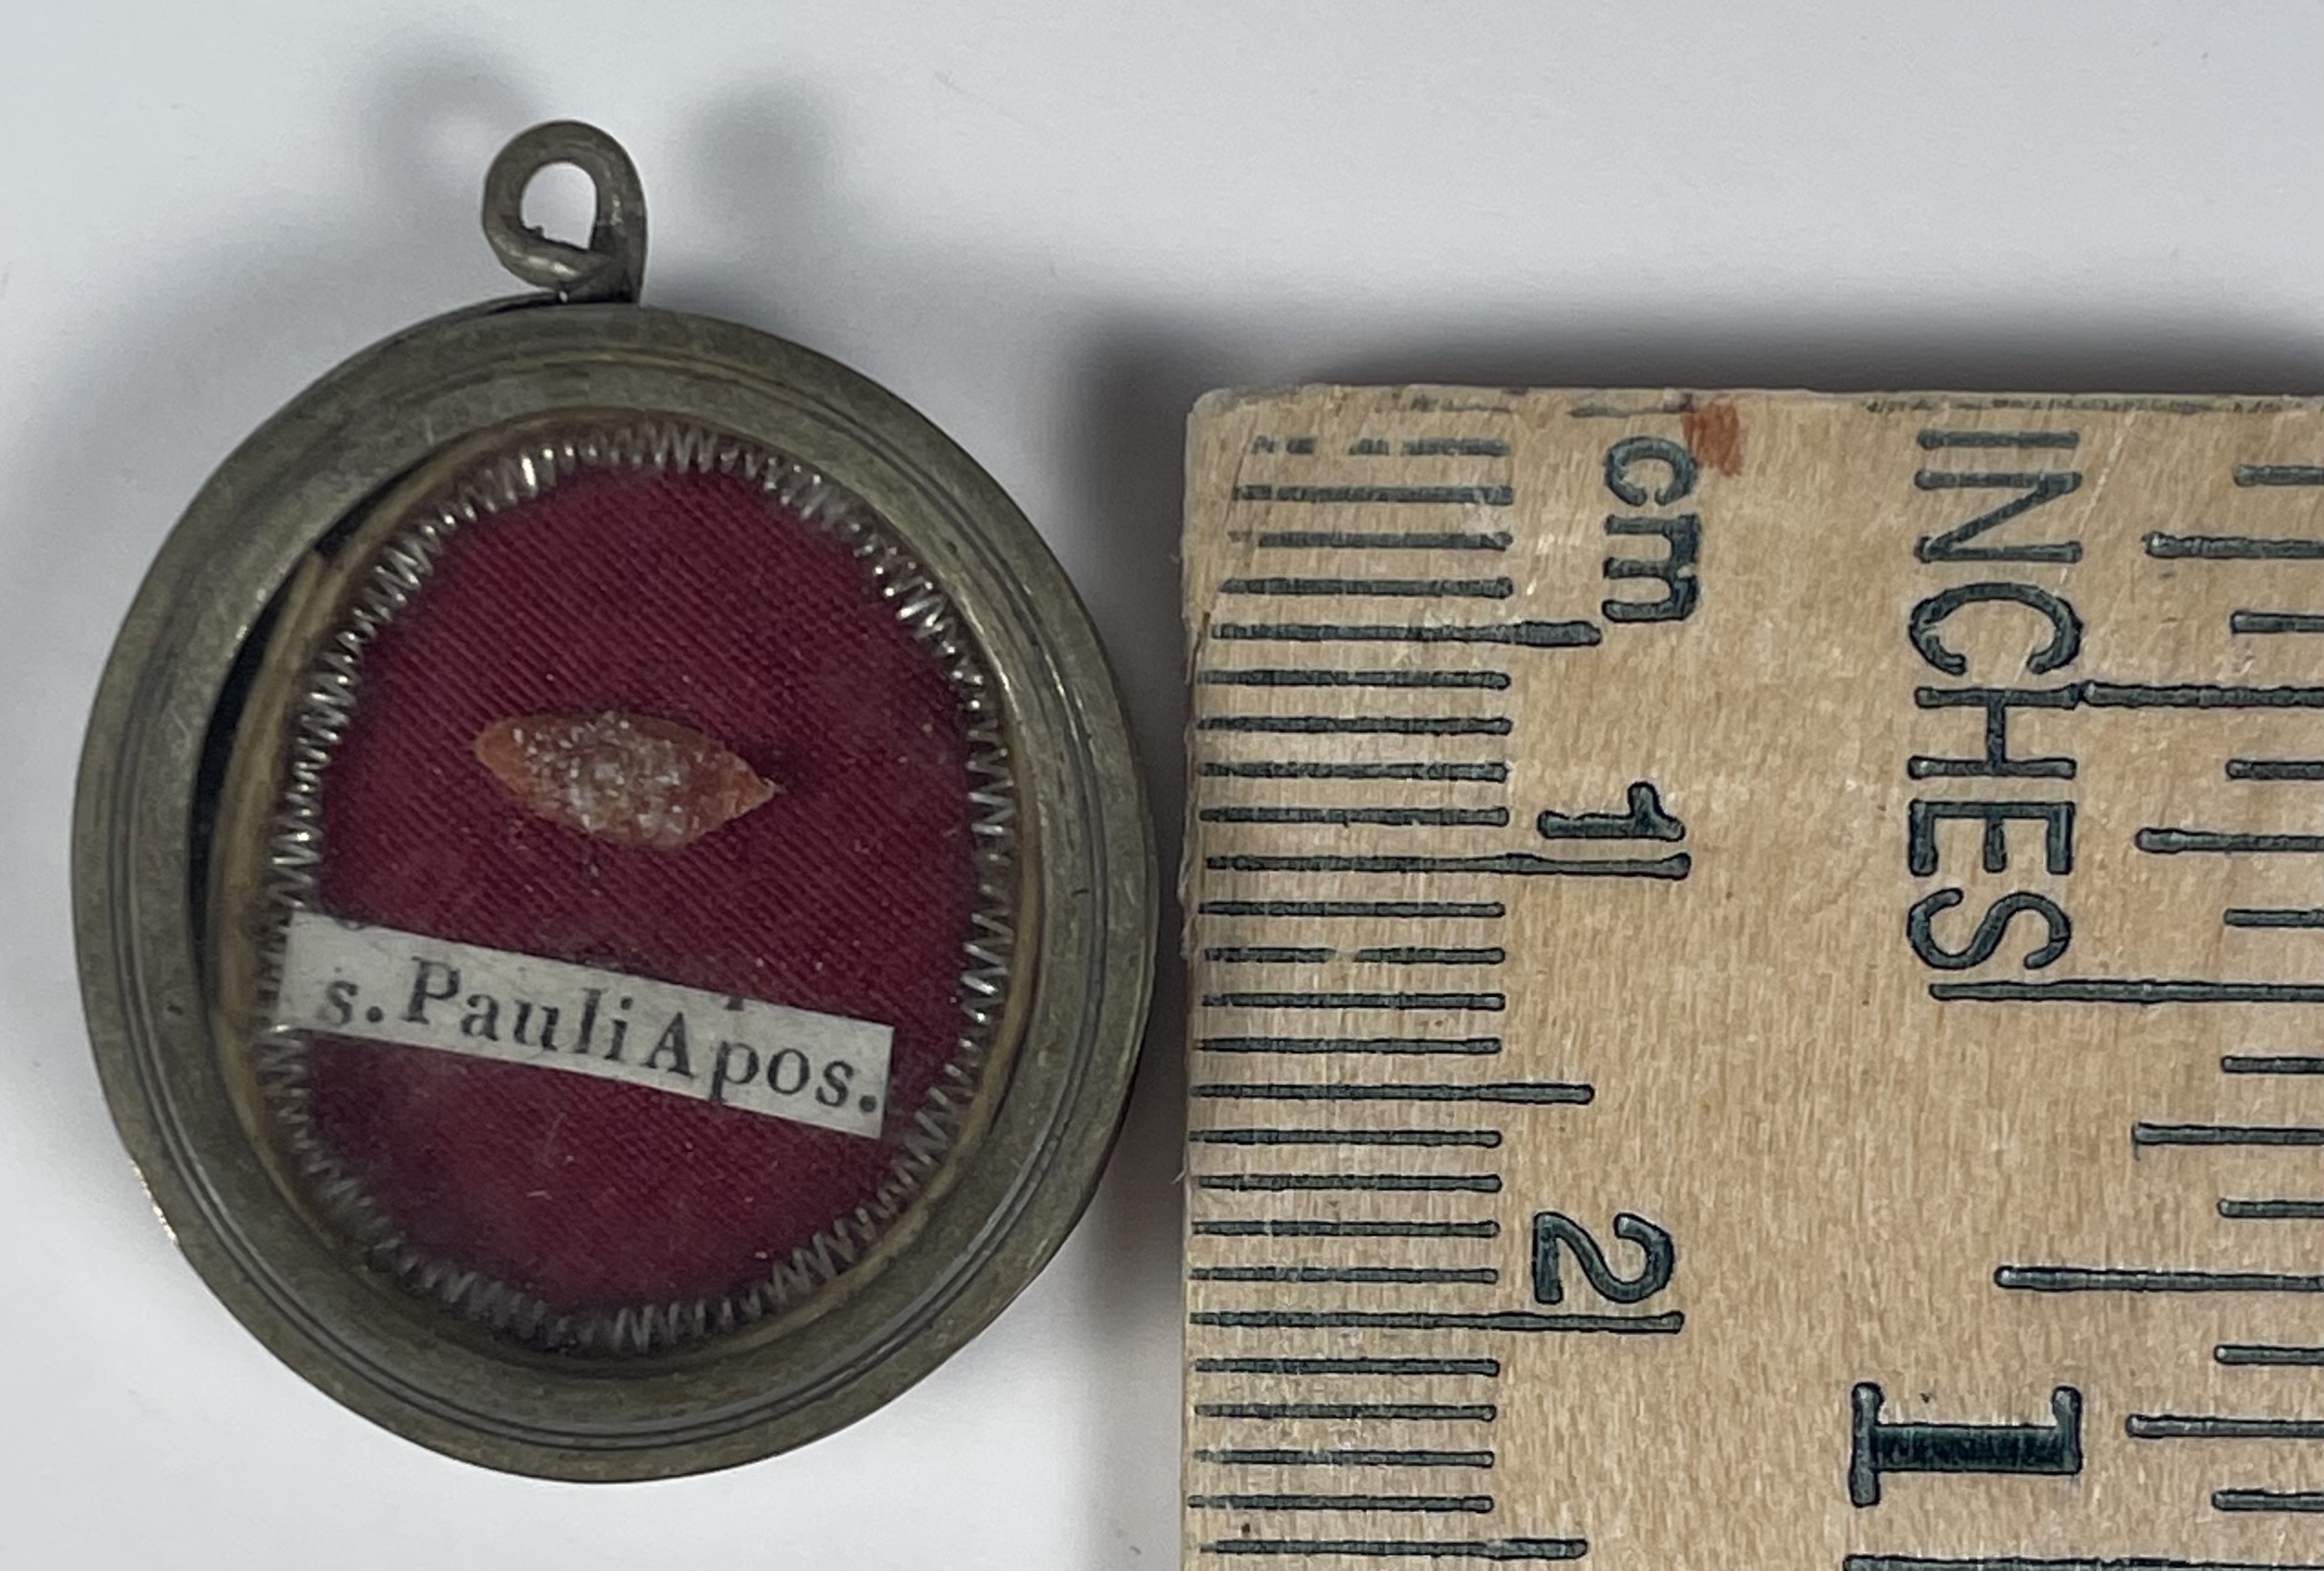 s. Pauli Apos.
cm
1
2
INCHES
1